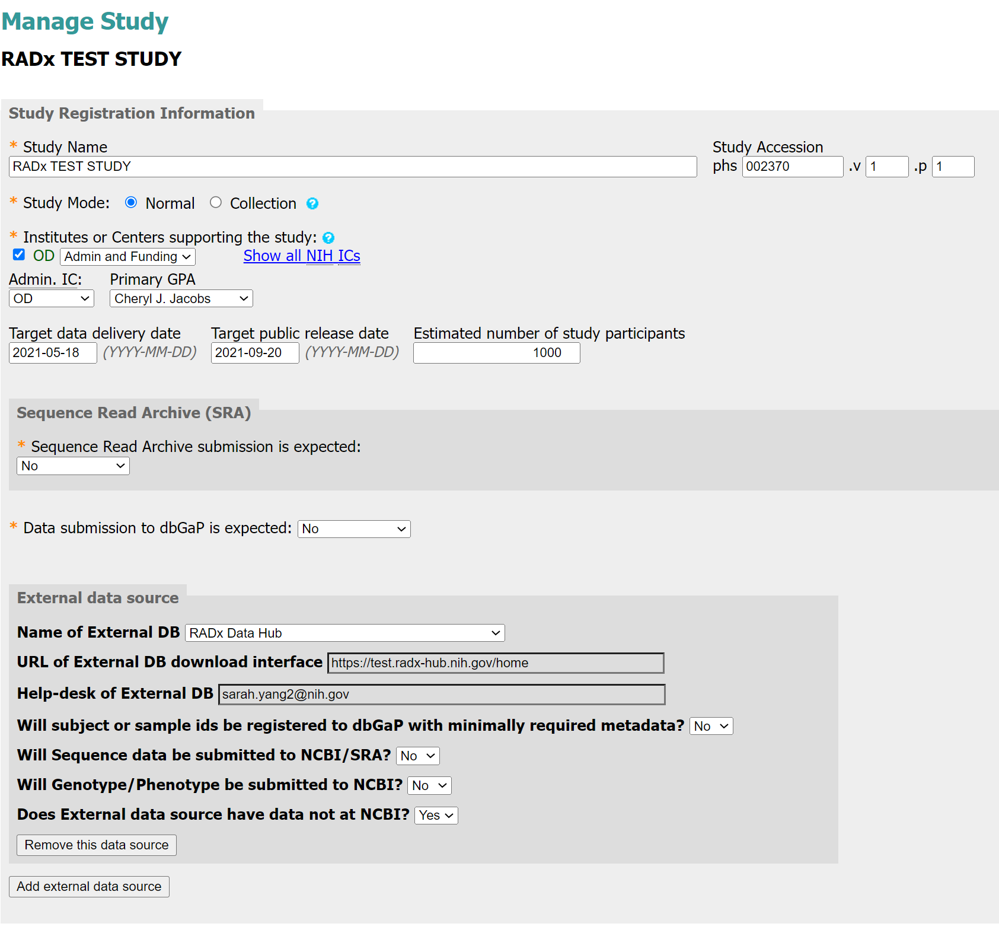 Manage Study
RADx TEST STUDY
Study Registration Information
* Study Name
RADx TEST STUDY
Study Accession
phs 002370 .v 1 .p 1
* Study Mode: Normal Collection ?
* Institutes or Centers supporting the study: ?
OD Admin and Funding Show all NIH ICs
Admin. IC: Primary GPA
OD Cheryl J. Jacobs
Target data delivery date Target public release date Estimated number of study participants
2021-05-18 (YYYY-MM-DD) 2021-09-20 (YYYY-MM-DD) 1000
Sequence Read Archive (SRA)
* Sequence Read Archive submission is expected:
No
* Data submission to dbGaP is expected: No
External data source
Name of External DB RADx Data Hub
URL of External DB download interface https://test.radx-hub.nih.gov/home
Help-desk of External DB sarah.yang2@nih.gov
Will subject or sample ids be registered to dbGaP with minimally required metadata? No
Will Sequence data be submitted to NCBI/SRA? No
Will Genotype/Phenotype be submitted to NCBI? No
Does External data source have data not at NCBI? Yes
Remove this data source
Add external data source